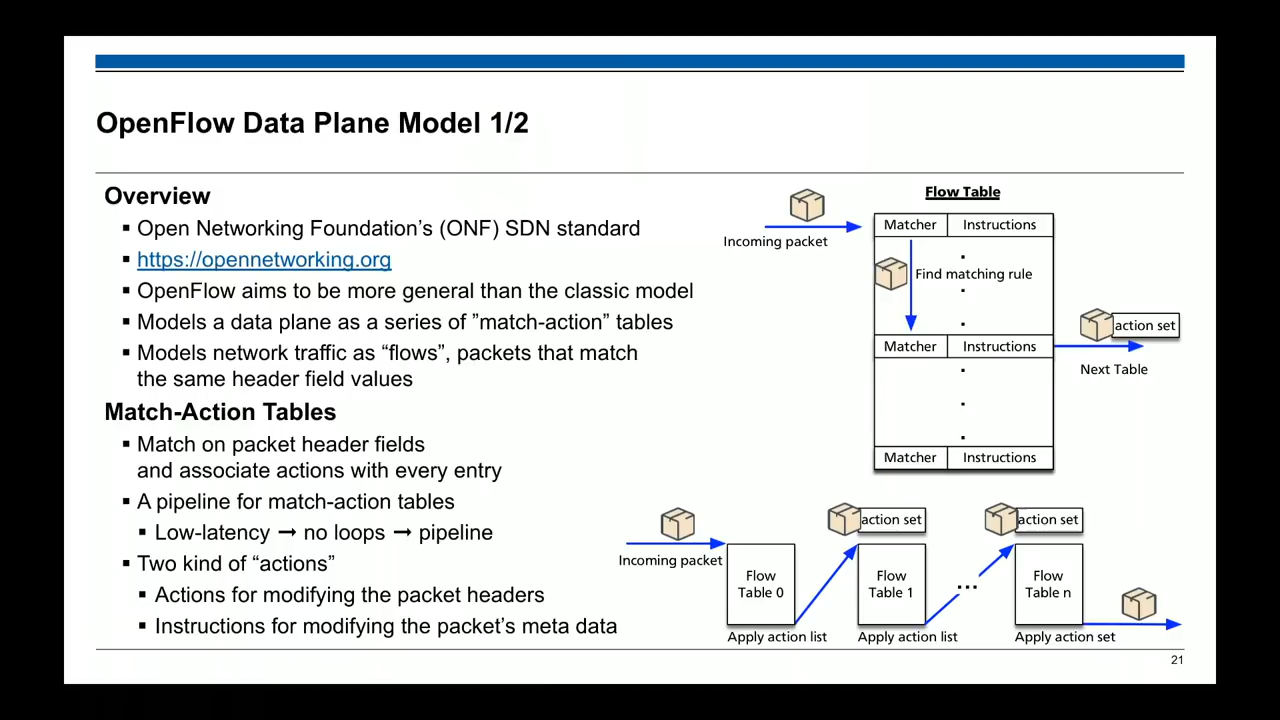 OpenFlow Data Plane Model 1/2
Overview
▪ Open Networking Foundation’s (ONF) SDN standard
▪ https://opennetworking.org
▪ OpenFlow aims to be more general than the classic model
▪ Models a data plane as a series of ”match-action” tables
▪ Models network traffic as “flows”, packets that match
the same header field values
Match-Action Tables
▪ Match on packet header fields
and associate actions with every entry
▪ A pipeline for match-action tables
▪ Low-latency → no loops → pipeline
▪ Two kind of “actions”
▪ Actions for modifying the packet headers
▪ Instructions for modifying the packet’s meta data
Flow Table
Incoming packet
Matcher Instructions
Find matching rule
Matcher Instructions
action set
Next Table
Matcher Instructions
Incoming packet
action set
action set
Flow
Table 0
Flow
Table 1
...
Flow
Table n
Apply action list
Apply action list
Apply action set
21